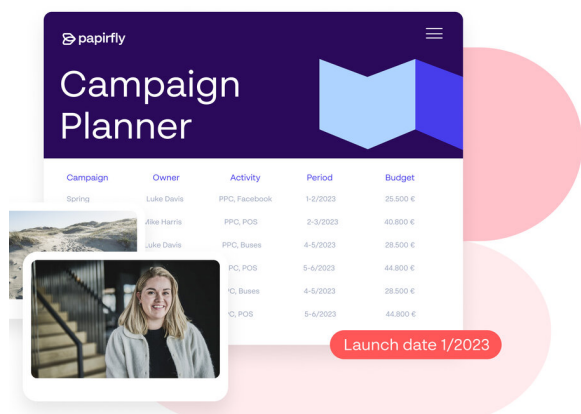 papirfly
Campaign
Planner
Campaign Owner Activity Period Budget
Spring Luke Davis PPC, Facebook 1-2/2023 25.500 €
Mike Harris PPC, POS 2-3/2023 40.800 €
Luke Davis PPC, Buses 4-5/2023 28.500 €
PPC, POS 5-6/2023 44.800 €
PPC, Buses 4-5/2023 28.500 €
PPC, POS 5-6/2023 44.800 €
Launch date 1/2023